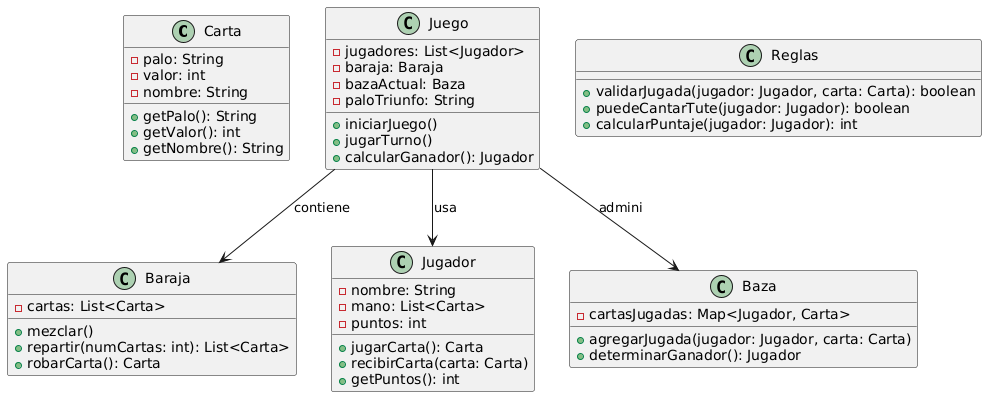 C Carta
palo: String
valor: int
nombre: String
getPalo(): String
getValor(): int
getNombre(): String
C Juego
jugadores: List<Jugador>
baraja: Baraja
bazaActual: Baza
paloTriunfo: String
iniciarJuego()
jugarTurno()
calcularGanador(): Jugador
C Reglas
validarJugada(jugador: Jugador, carta: Carta): boolean
puedeCantarTute(jugador: Jugador): boolean
calcularPuntaje(jugador: Jugador): int
contiene
usa
admini
C Baraja
cartas: List<Carta>
mezclar()
repartir(numCartas: int): List<Carta>
robarCarta(): Carta
C Jugador
nombre: String
mano: List<Carta>
puntos: int
jugarCarta(): Carta
recibirCarta(carta: Carta)
getPuntos(): int
C Baza
cartasJugadas: Map<Jugador, Carta>
agregarJugada(jugador: Jugador, carta: Carta)
determinarGanador(): Jugador